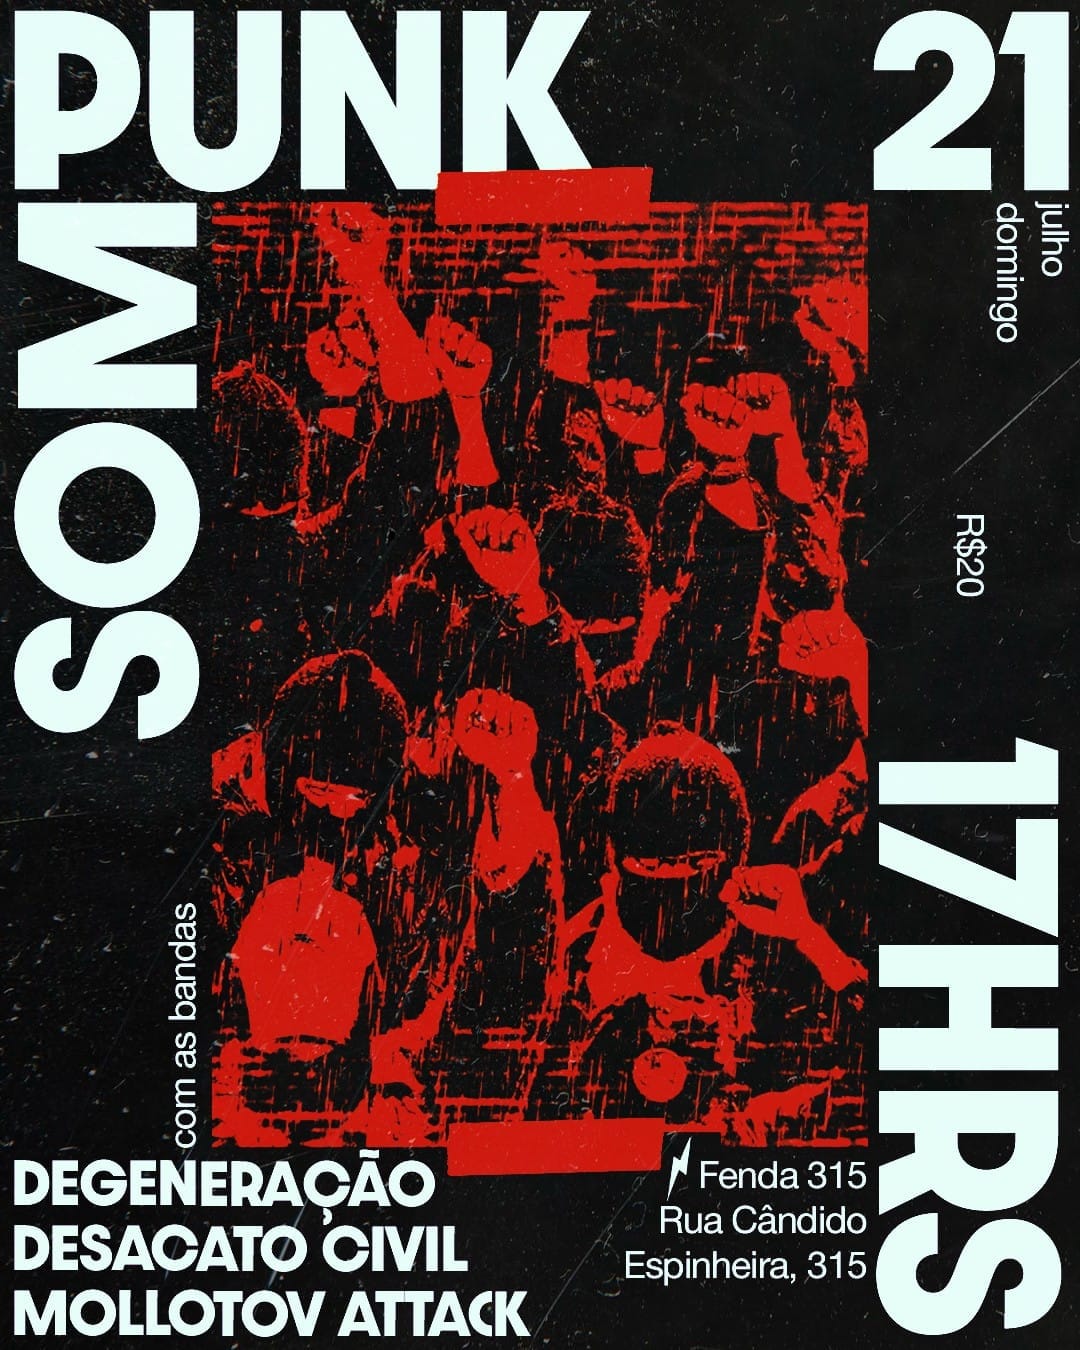 PUNK
MOS
21
julho
domingo
R$20
17HRS
com as bandas
DEGENERAÇÃO
DESACATO CIVIL
MOLLOTOV ATTACK
Fenda 315
Rua Cândido
Espinheira, 315